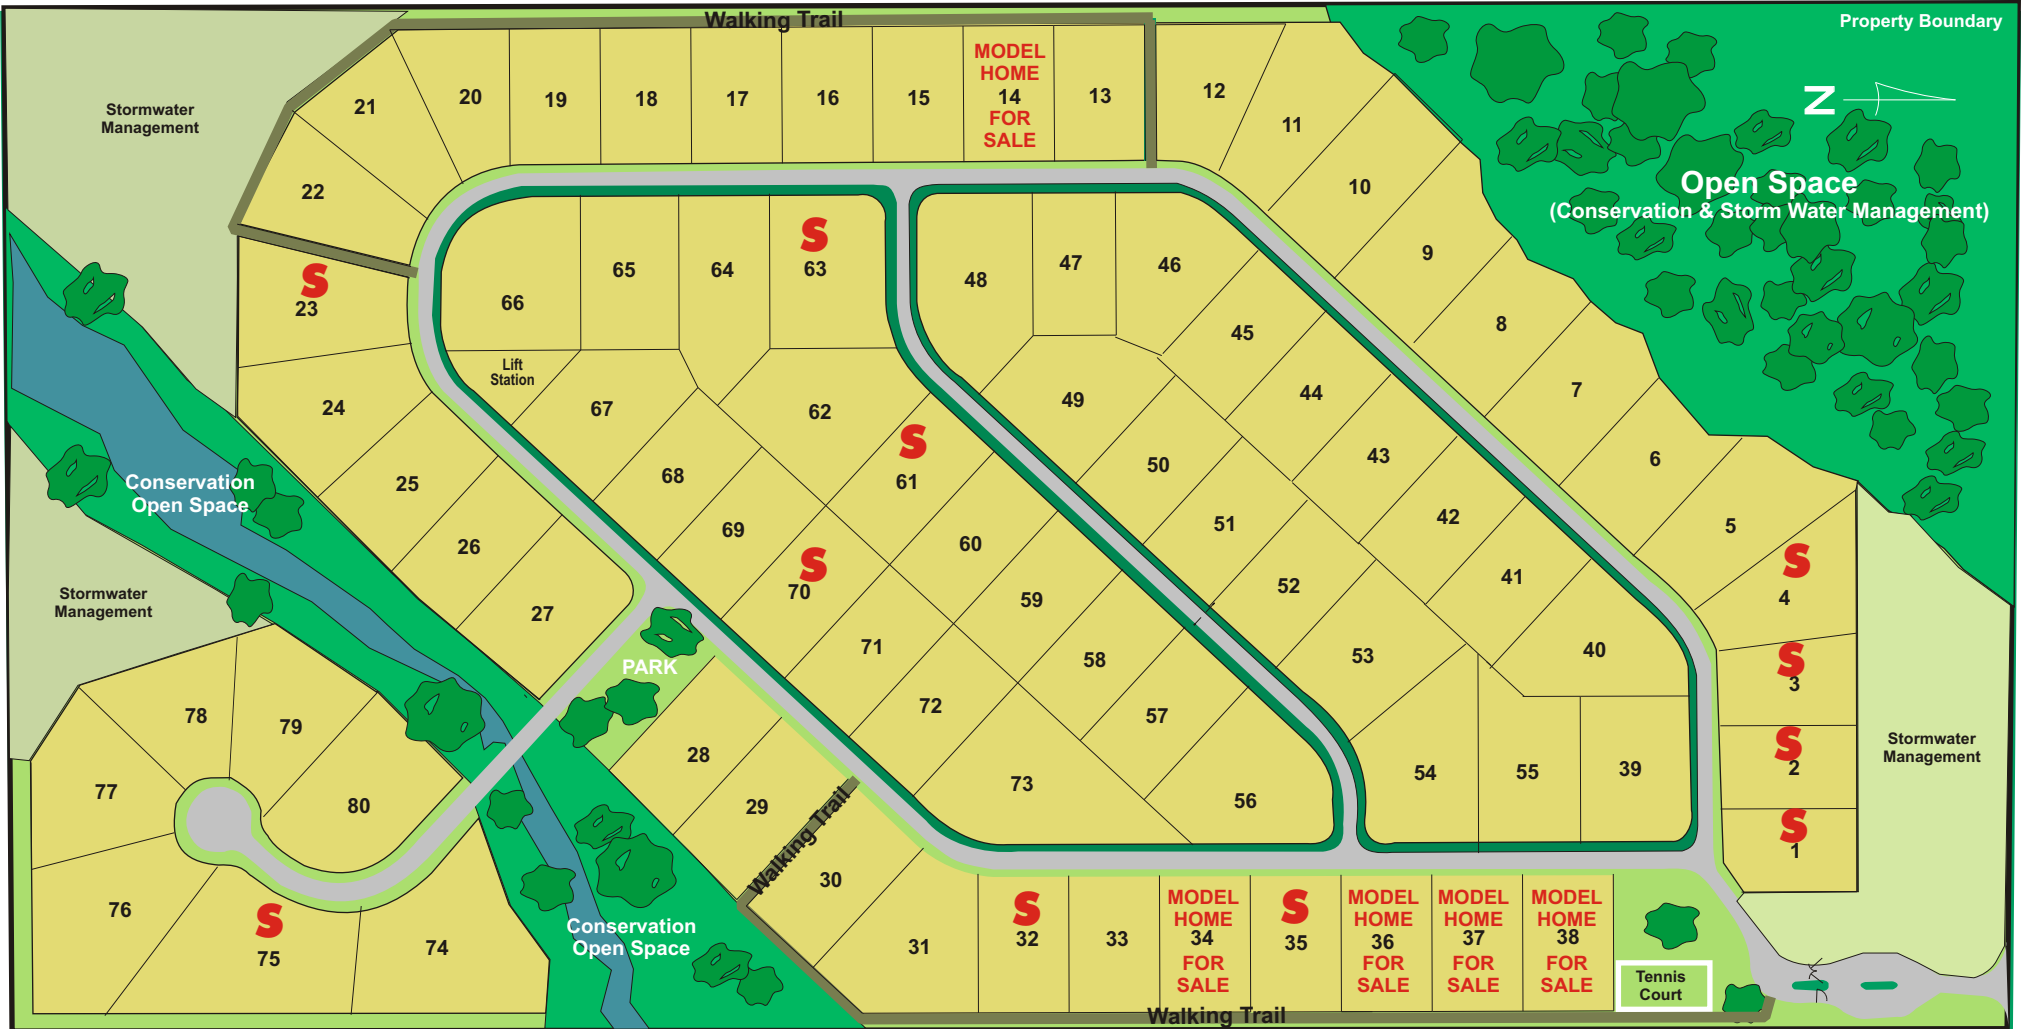 Walking Trail
Property Boundary
Stormwater
Management
21
20
19
18
17
16
15
MODEL
HOME
14
FOR
SALE
13
12
11
N
22
10
Open Space
(Conservation & Storm Water Management)
9
S
23
66
65
64
S
63
48
47
46
8
45
Lift
Station
7
24
67
62
49
44
6
Conservation
Open Space
25
68
S
61
50
43
5
26
69
60
51
42
S
70
S
4
Stormwater
Management
27
59
52
41
PARK
71
58
53
40
S
3
78
79
72
57
S
2
Stormwater
Management
28
73
54
55
39
77
80
29
56
S
1
Walking Trail
30
76
S
75
74
Conservation
Open Space
31
S
32
33
MODEL
HOME
34
FOR
SALE
S
35
MODEL
HOME
36
FOR
SALE
MODEL
HOME
37
FOR
SALE
MODEL
HOME
38
FOR
SALE
Tennis
Court
Walking Trail